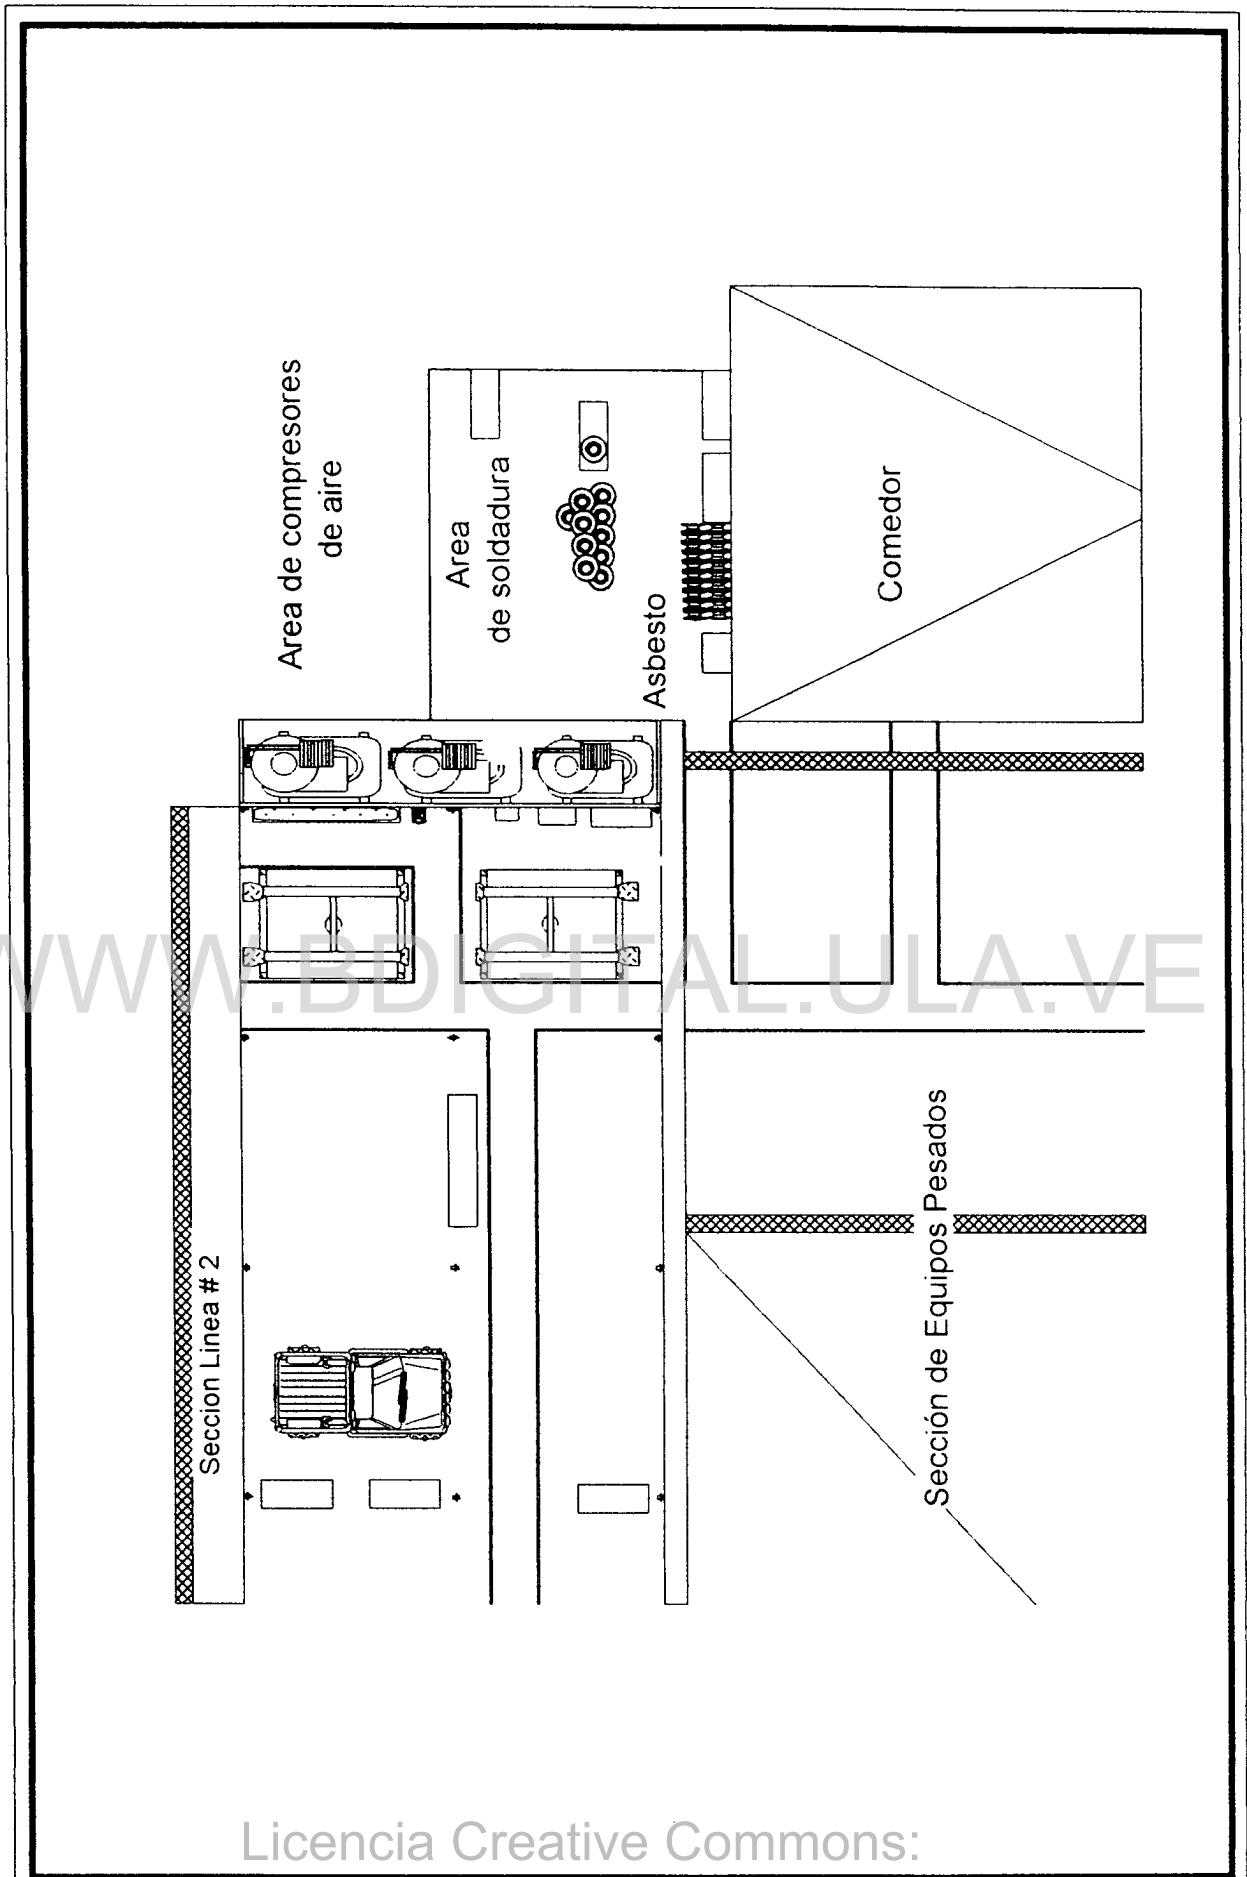 Area de compresores
de aire
Area
de soldadura
Asbesto
Comedor
Seccion Linea # 2
Sección de Equipos Pesados
WWW.BDIGITAL.ULA.VE
Licencia Creative Commons: